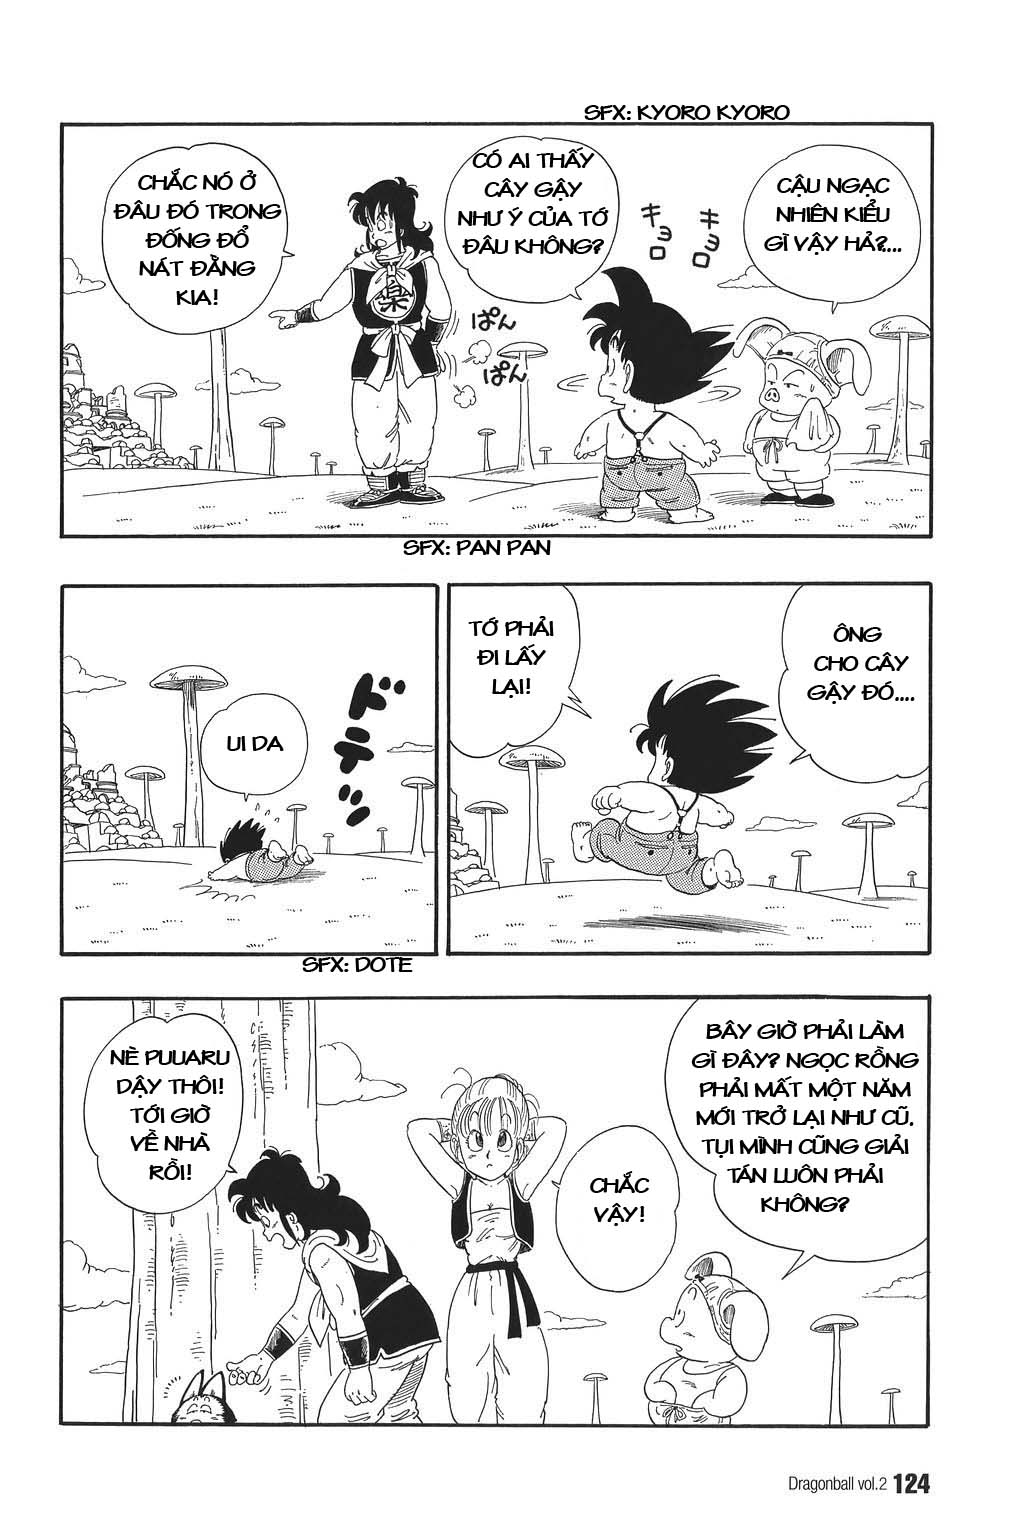 SFX: KYORO KYORO
CẬU NGẠC
NHIÊN KIỂU
GÌ VẬY HẢ?...
キョロ
キョロ
CÓ AI THẤY
CÂY GẬY
NHƯ Ý CỦA TỚ
ĐÂU KHÔNG?
CHẮC NÓ Ở
ĐÂU ĐÓ TRONG
ĐỐNG ĐỔ
NÁT ĐẰNG
KIA!
樂
ぱん
ぱん
SFX: PAN PAN
ÔNG
CHO CÂY
GẬY ĐÓ....
TỚ PHẢI
ĐI LẤY
LẠI!
ドテッ
UI DA
SFX: DOTE
BÂY GIỜ PHẢI LÀM
GÌ ĐÂY? NGỌC RỒNG
PHẢI MẤT MỘT NĂM
MỚI TRỞ LẠI NHƯ CŨ,
TỤI MÌNH CŨNG GIẢI
TÁN LUÔN PHẢI
KHÔNG?
CHẮC
VẬY!
NÈ PUUARU
DẬY THÔI!
TỚI GIỜ
VỀ NHÀ
RỒI!
Dragonball vol.2 124